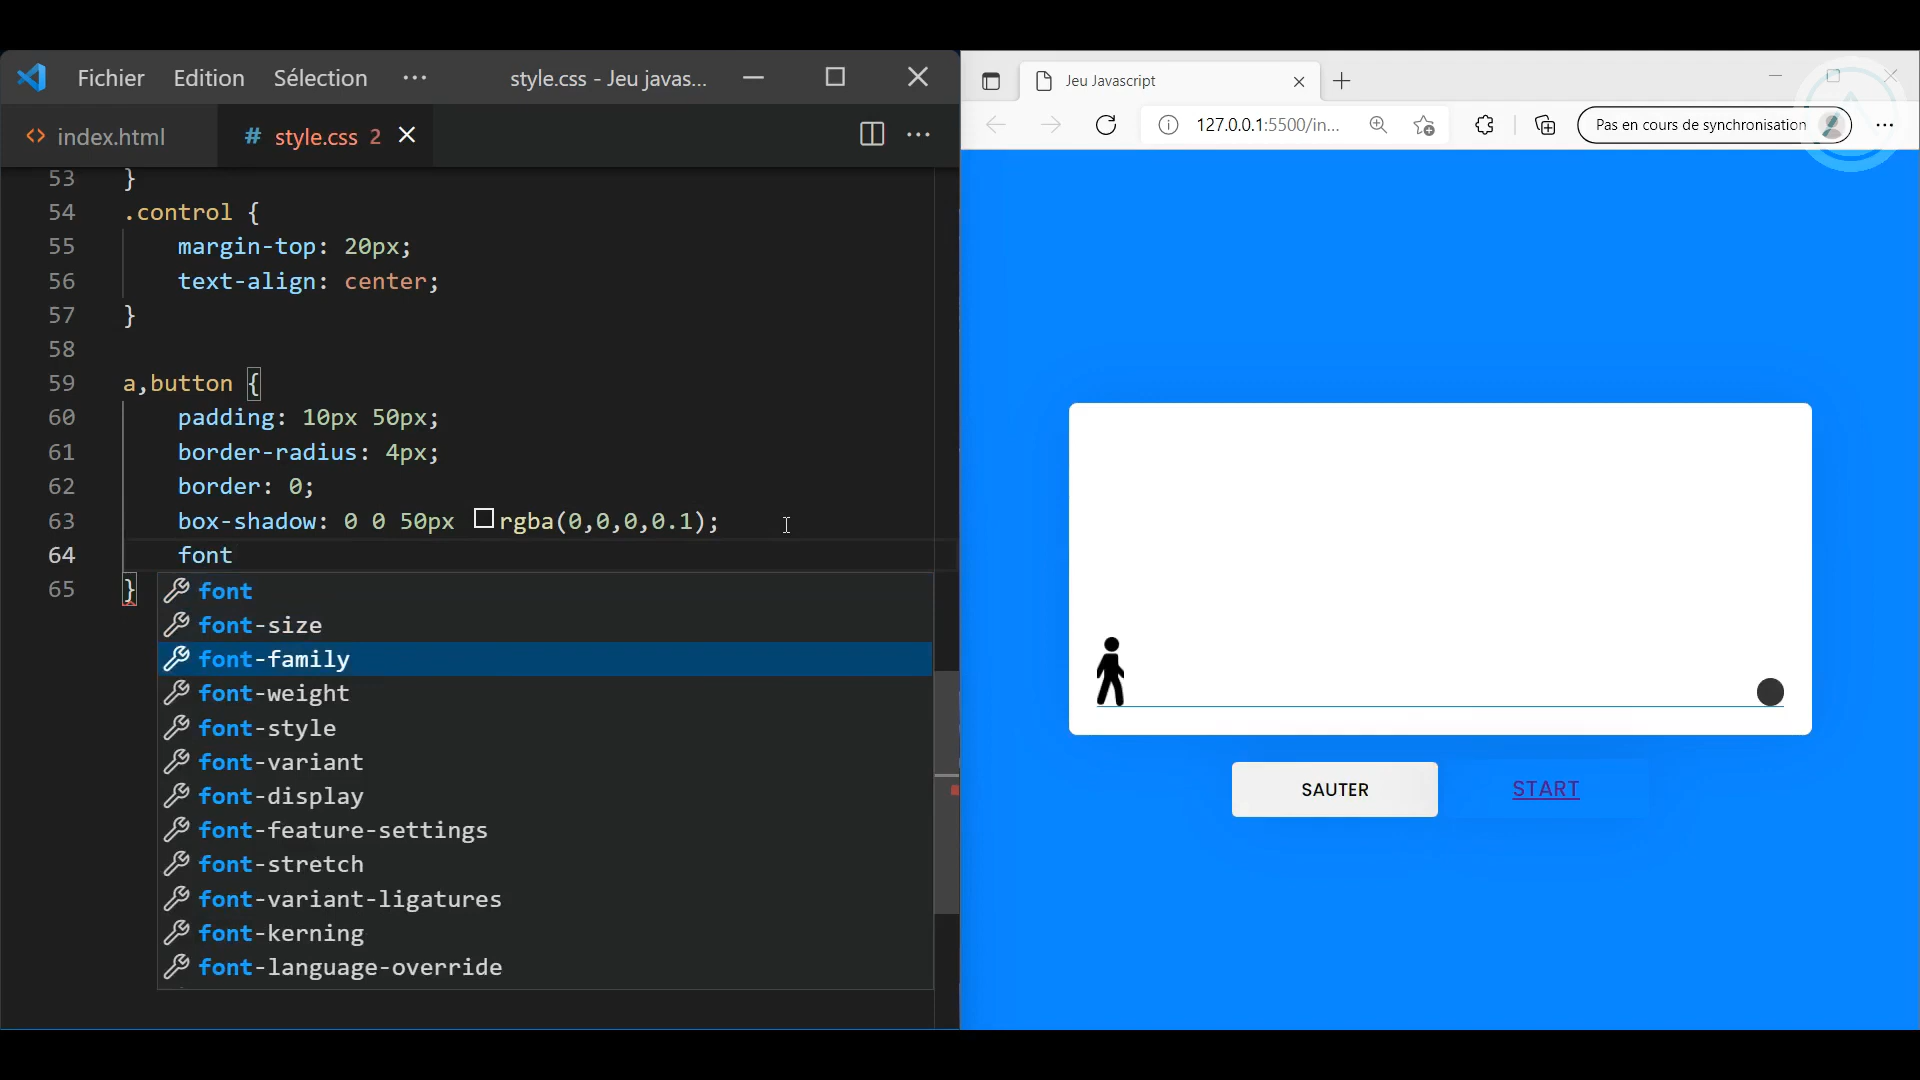 Fichier Edition Sélection ··· style.css - Jeu javas...
index.html # style.css 2
53 }
54 .control {
55 margin-top: 20px;
56 text-align: center;
57 }
58
59 a,button {
60 padding: 10px 50px;
61 border-radius: 4px;
62 border: 0;
63 box-shadow: 0 0 50px rgba(0,0,0,0.1);
64 font
65 }
font
font-size
font-family
font-weight
font-style
font-variant
font-display
font-feature-settings
font-stretch
font-variant-ligatures
font-kerning
font-language-override
Jeu Javascript
127.0.0.1:5500/in...
Pas en cours de synchronisation
SAUTER
START